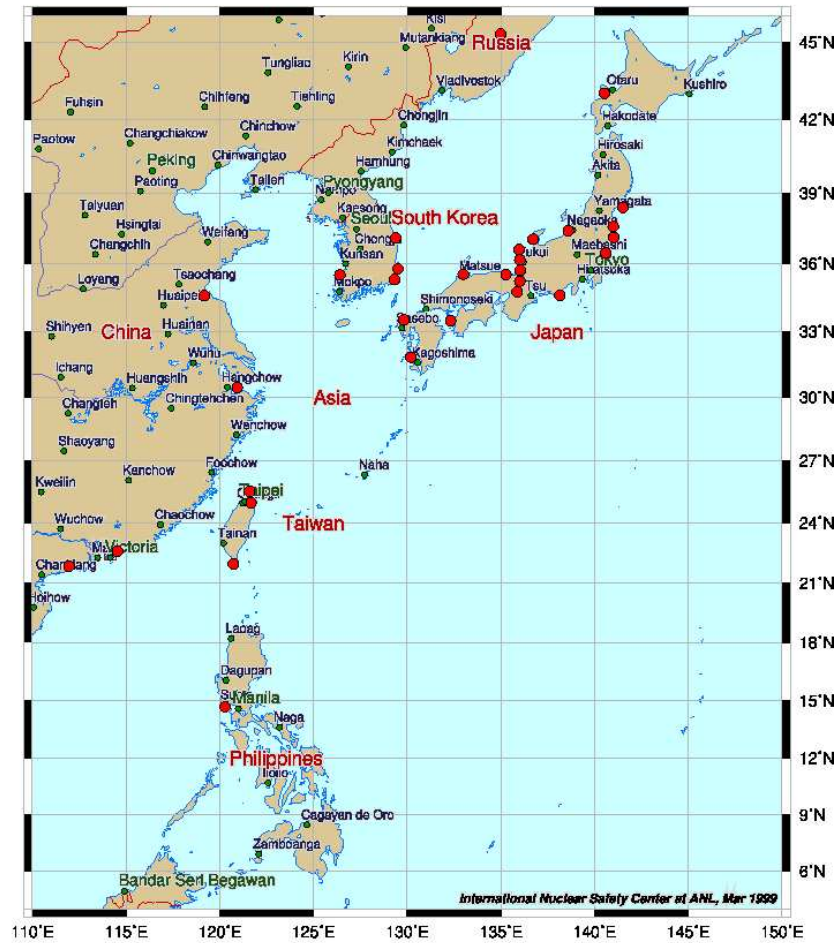 Kisi
Russia
45°N
Mutankiang
Kirin
Tungliao
Vladivostok
Otaru
Kushiro
Chihfeng
Tiehling
Fuhsin
42°N
Chongjin
Hakodate
Chinchow
Changchiakow
Paotow
Kimchaek
Hirosaki
Peking
Chinwangtao
Hamhung
Akita
Paoting
Talien
Pyongyang
39°N
Nampo
Yamagata
Taiyuan
Kaesong
South Korea
Seoul
Nagaoka
Hsingtai
Weifang
Changchih
Chong
Maebashi
36°N
Kunsan
Matsue
Tokyo
Tsaochang
Loyang
Mokpo
Tsu
Hiratsuka
Huaipei
Shimonoseki
China
Sasebo
Japan
33°N
Shihyen
Huainan
Wuhu
Kagoshima
Ichang
Huangshih
Hangchow
30°N
Changteh
Chingtehchen
Asia
Wenchow
Shaoyang
27°N
Foochow
Naha
Kanchow
Kweilin
Taipei
24°N
Wuchow
Chaochow
Taiwan
Tainan
Victoria
21°N
Hoihow
18°N
Laoag
Dagupan
15°N
Manila
Naga
Philippines
12°N
Iloilo
9°N
Cagayan de Oro
Zamboanga
6°N
Bandar Seri Begawan
International Nuclear Safety Center at ANL, Mar 1999
110°E 115°E 120°E 125°E 130°E 135°E 140°E 145°E 150°E